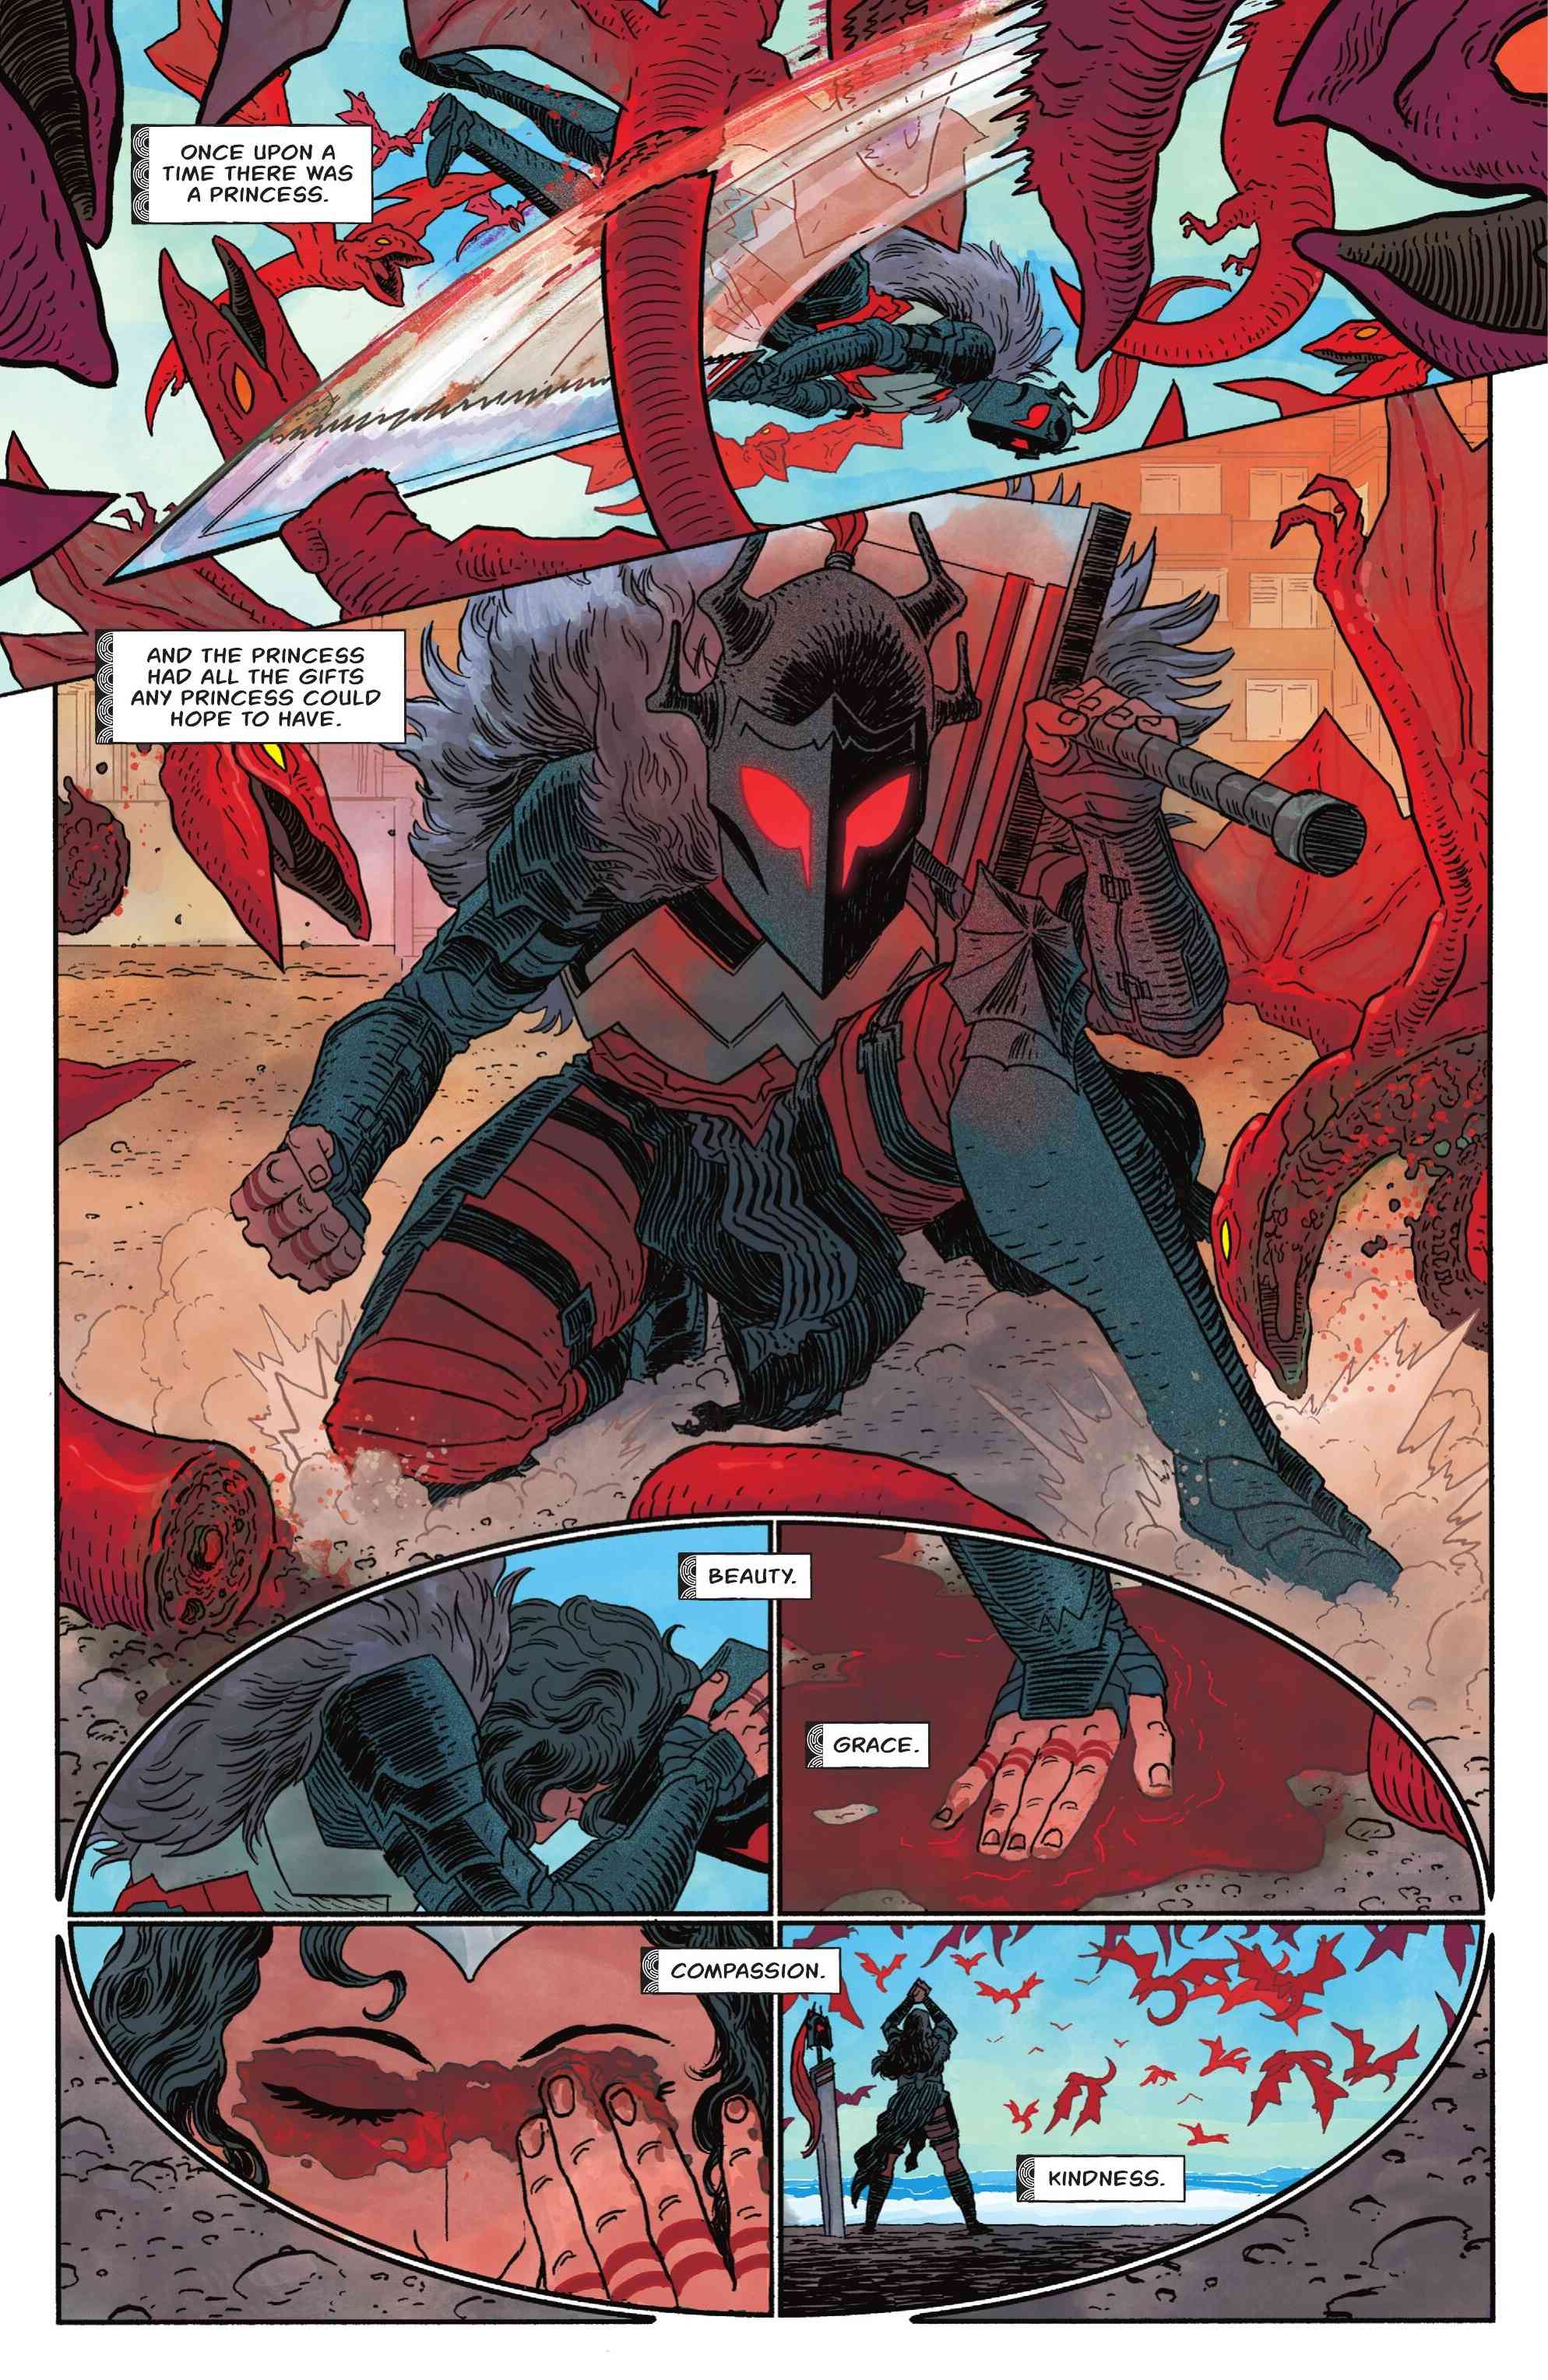 ONCE UPON A
TIME THERE WAS
A PRINCESS.
AND THE PRINCESS
HAD ALL THE GIFTS
ANY PRINCESS COULD
HOPE TO HAVE.
BEAUTY.
GRACE.
COMPASSION.
KINDNESS.